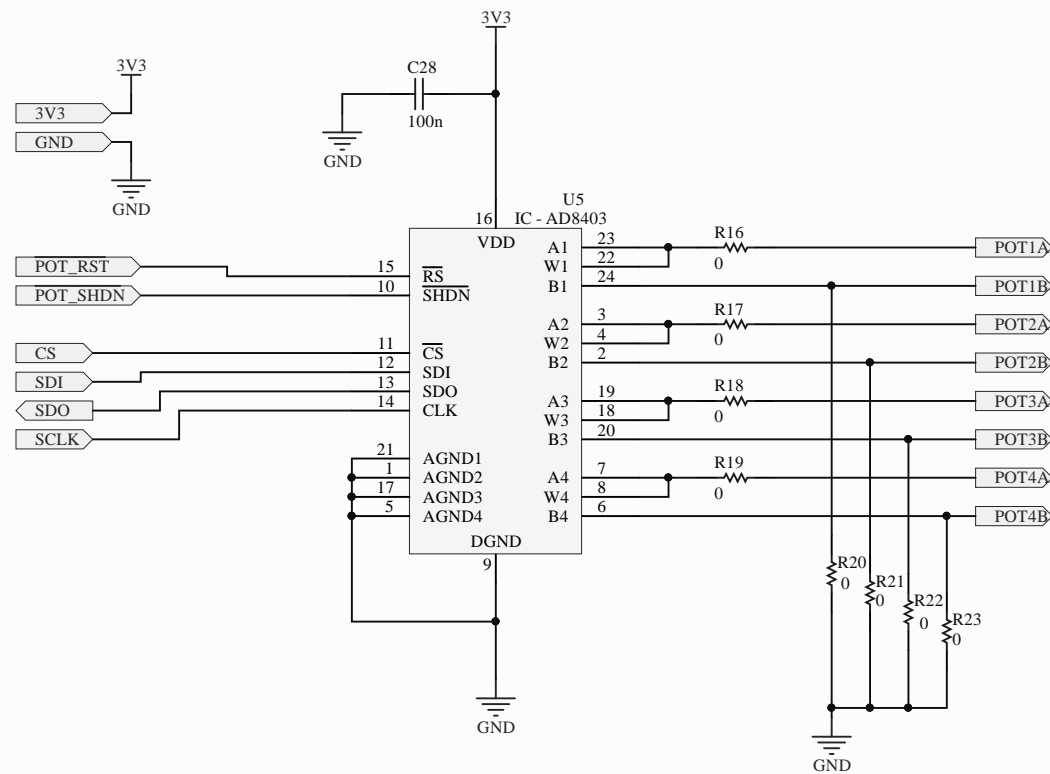 3V3
C28
100n
GND
3V3
3V3
GND
GND
U5
IC - AD8403
16
VDD
POT_RST
15
RS
POT_SHDN
10
SHDN
CS
11
CS
SDI
12
SDI
SDO
13
SDO
SCLK
14
CLK
21
AGND1
1
AGND2
17
AGND3
5
AGND4
DGND
9
GND
A1
23
R16
0
POT1A
W1
22
B1
24
POT1B
A2
3
R17
0
POT2A
W2
4
B2
2
POT2B
A3
19
R18
0
POT3A
W3
18
B3
20
POT3B
A4
7
R19
0
POT4A
W4
8
B4
6
POT4B
R20
0
R21
0
R22
0
R23
0
GND